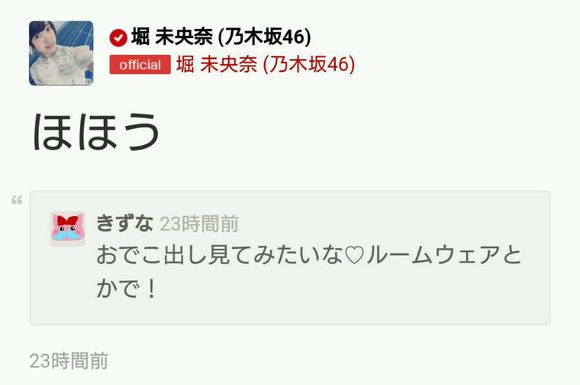 堀 未央奈 (乃木坂46)
official 堀 未央奈 (乃木坂46)
ほほう
“
きずな 23時間前
おでこ出し見てみたいな♡ルームウェアと
かで！
23時間前